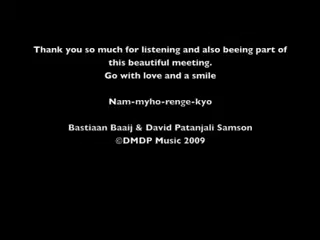 Thank you so much for listening and also beeing part of
this beautiful meeting.
Go with love and a smile
Nam-myho-renge-kyo
Bastiaan Baaij & David Patanjali Samson
©DMDP Music 2009